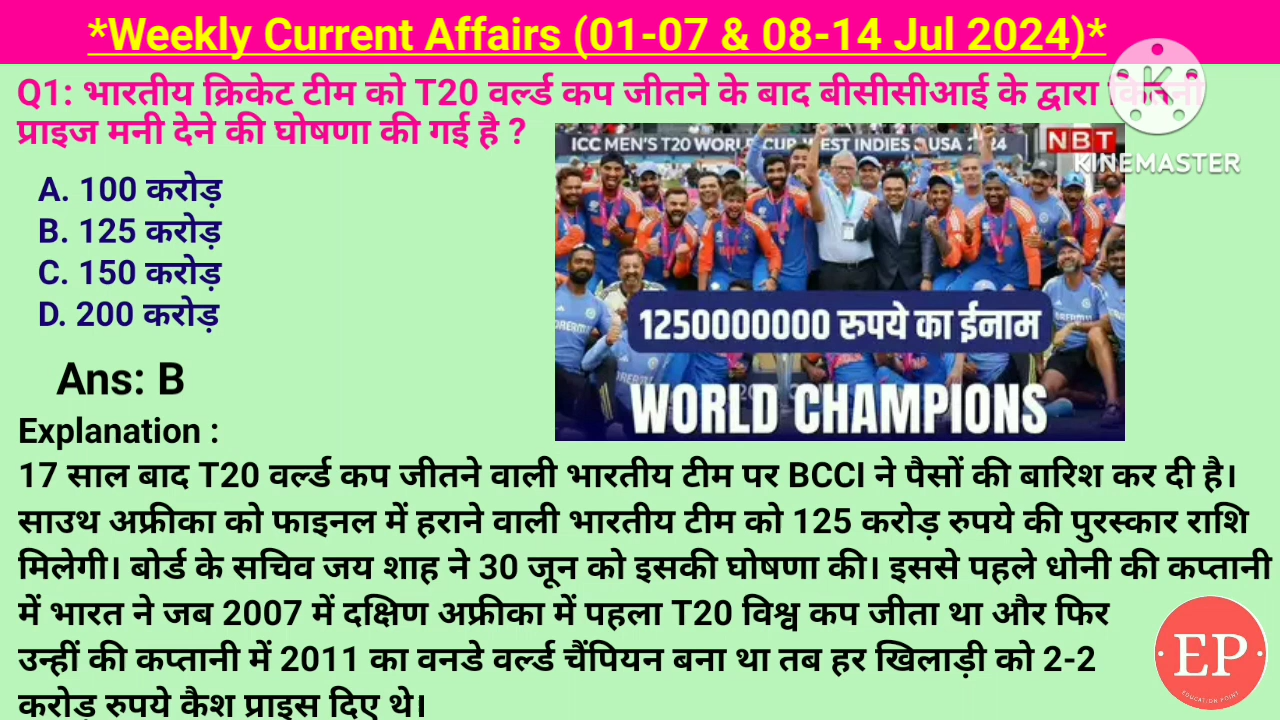 *Weekly Current Affairs (01-07 & 08-14 Jul 2024)*
Q1: भारतीय क्रिकेट टीम को T20 वर्ल्ड कप जीतने के बाद बीसीसीआई के द्वारा कितनी
प्राइज मनी देने की घोषणा की गई है ?
K
KINEMASTER
ICC MEN'S T20 WORLD CUP WEST INDIES & USA 2024
NBT
A. 100 करोड़
B. 125 करोड़
C. 150 करोड़
D. 200 करोड़
1250000000 रुपये का ईनाम
WORLD CHAMPIONS
Ans: B
Explanation :
17 साल बाद T20 वर्ल्ड कप जीतने वाली भारतीय टीम पर BCCI ने पैसों की बारिश कर दी है।
साउथ अफ्रीका को फाइनल में हराने वाली भारतीय टीम को 125 करोड़ रुपये की पुरस्कार राशि
मिलेगी। बोर्ड के सचिव जय शाह ने 30 जून को इसकी घोषणा की। इससे पहले धोनी की कप्तानी
में भारत ने जब 2007 में दक्षिण अफ्रीका में पहला T20 विश्व कप जीता था और फिर
उन्हीं की कप्तानी में 2011 का वनडे वर्ल्ड चैंपियन बना था तब हर खिलाड़ी को 2-2
करोड़ रुपये कैश प्राइस दिए थे।
·EP·
EDUCATION POINT